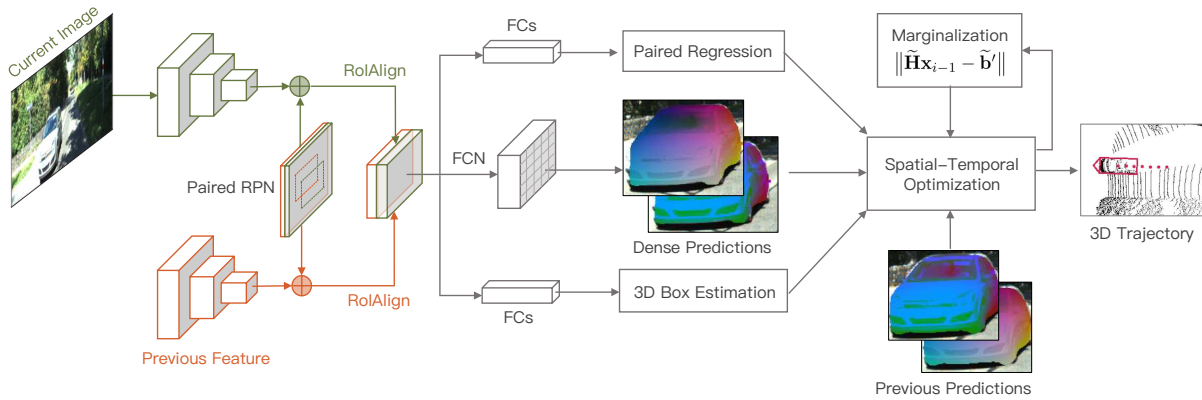 Current Image
RoIAlign
Paired RPN
RoIAlign
Previous Feature
FCs
Paired Regression
FCN
Dense Predictions
FCs
3D Box Estimation
Marginalization
‖H̃x_{i−1} − b̃′‖
Spatial-Temporal
Optimization
Previous Predictions
3D Trajectory